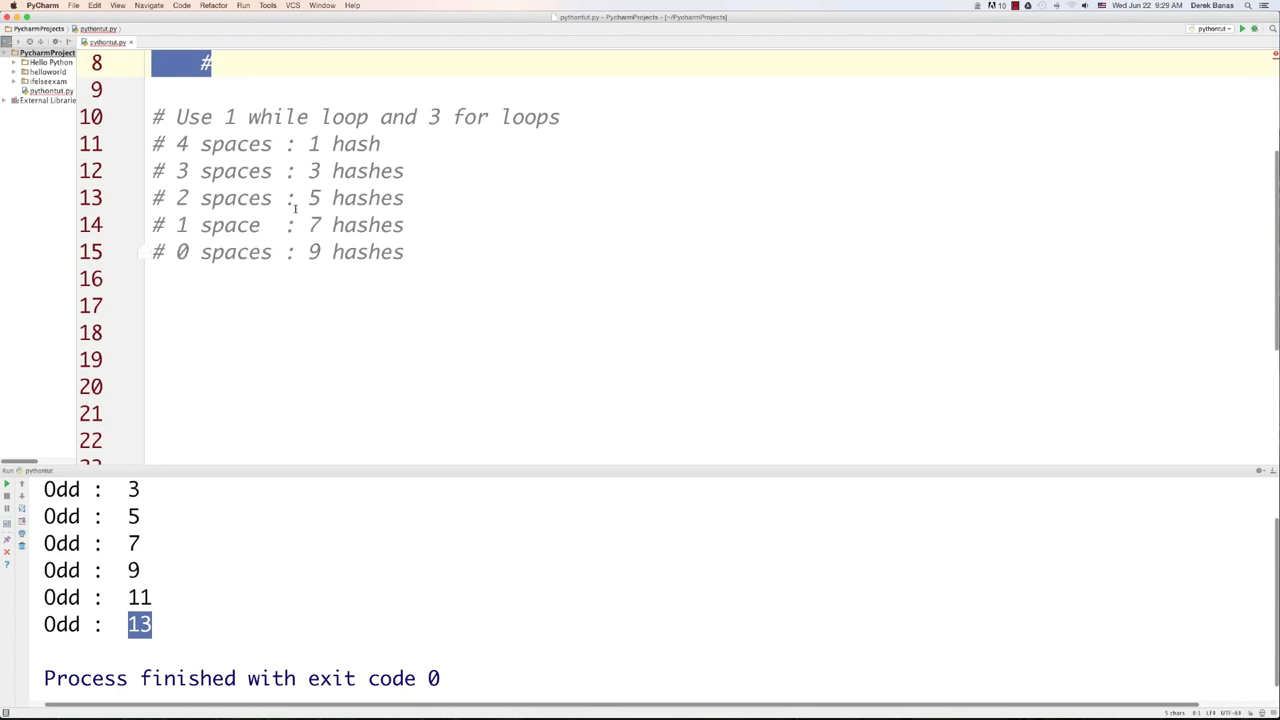 PyCharm File Edit View Navigate Code Refactor Run Tools VCS Window Help 10 Wed Jun 22 9:29 AM Derek Banas
pythontut.py - PycharmProjects - [~/PycharmProjects]
PycharmProjects pythontut.py pythontut
pythontut.py ×
PycharmProject
Hello Python
helloworld
ifelseexam
pythontut.py
External Librarie
8 #
9
10 # Use 1 while loop and 3 for loops
11 # 4 spaces : 1 hash
12 # 3 spaces : 3 hashes
13 # 2 spaces : 5 hashes
14 # 1 space  : 7 hashes
15 # 0 spaces : 9 hashes
16
17
18
19
20
21
22
Run pythontut
Odd :  3
Odd :  5
Odd :  7
Odd :  9
Odd :  11
Odd :  13
Process finished with exit code 0
5 chars 8:1 LF÷ UTF-8÷